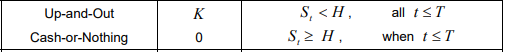 Up-and-Out K S_t < H , all t ≤ T
Cash-or-Nothing 0 S_t ≥ H , when t ≤ T